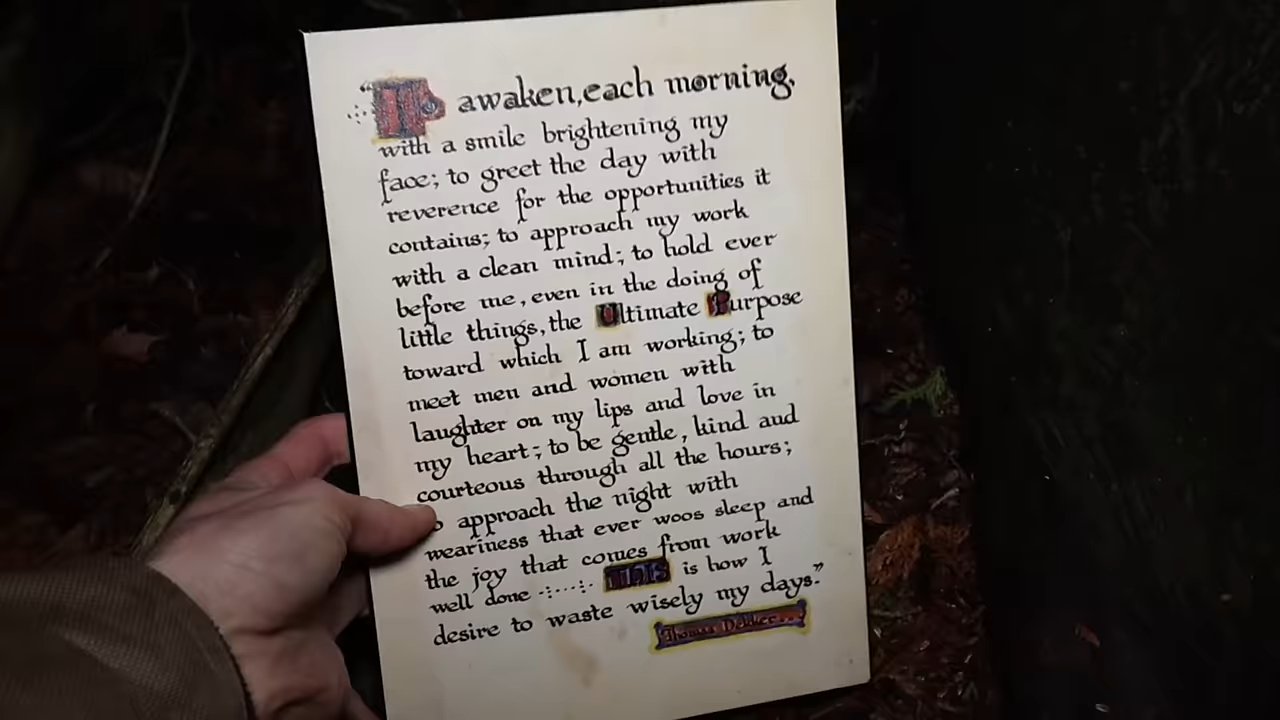 "To awaken, each morning,
with a smile brightening my
face; to greet the day with
reverence for the opportunities it
contains; to approach my work
with a clean mind; to hold ever
before me, even in the doing of
little things, the Ultimate Purpose
toward which I am working; to
meet men and women with
laughter on my lips and love in
my heart; to be gentle, kind and
courteous through all the hours;
to approach the night with
weariness that ever woos sleep and
the joy that comes from work
well done -:····:- This is how I
desire to waste wisely my days."
Thomas Dekker...